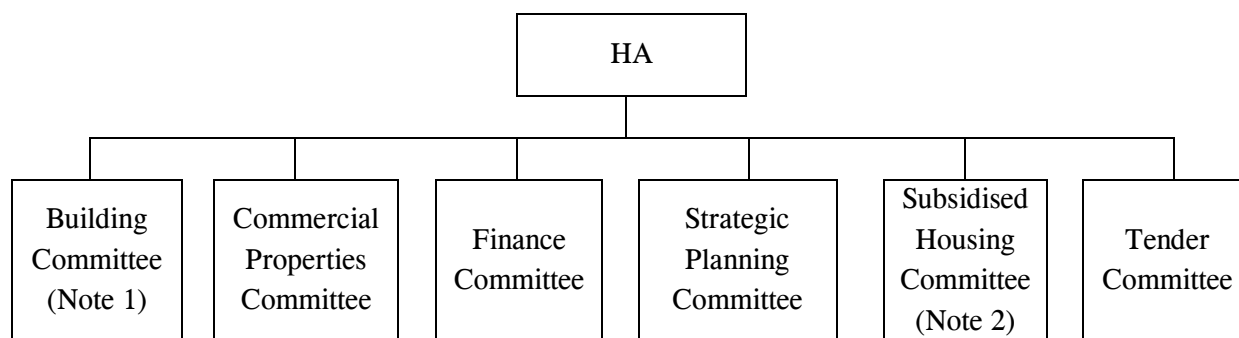 HA
Building
Committee
(Note 1)
Commercial
Properties
Committee
Finance
Committee
Strategic
Planning
Committee
Subsidised
Housing
Committee
(Note 2)
Tender
Committee